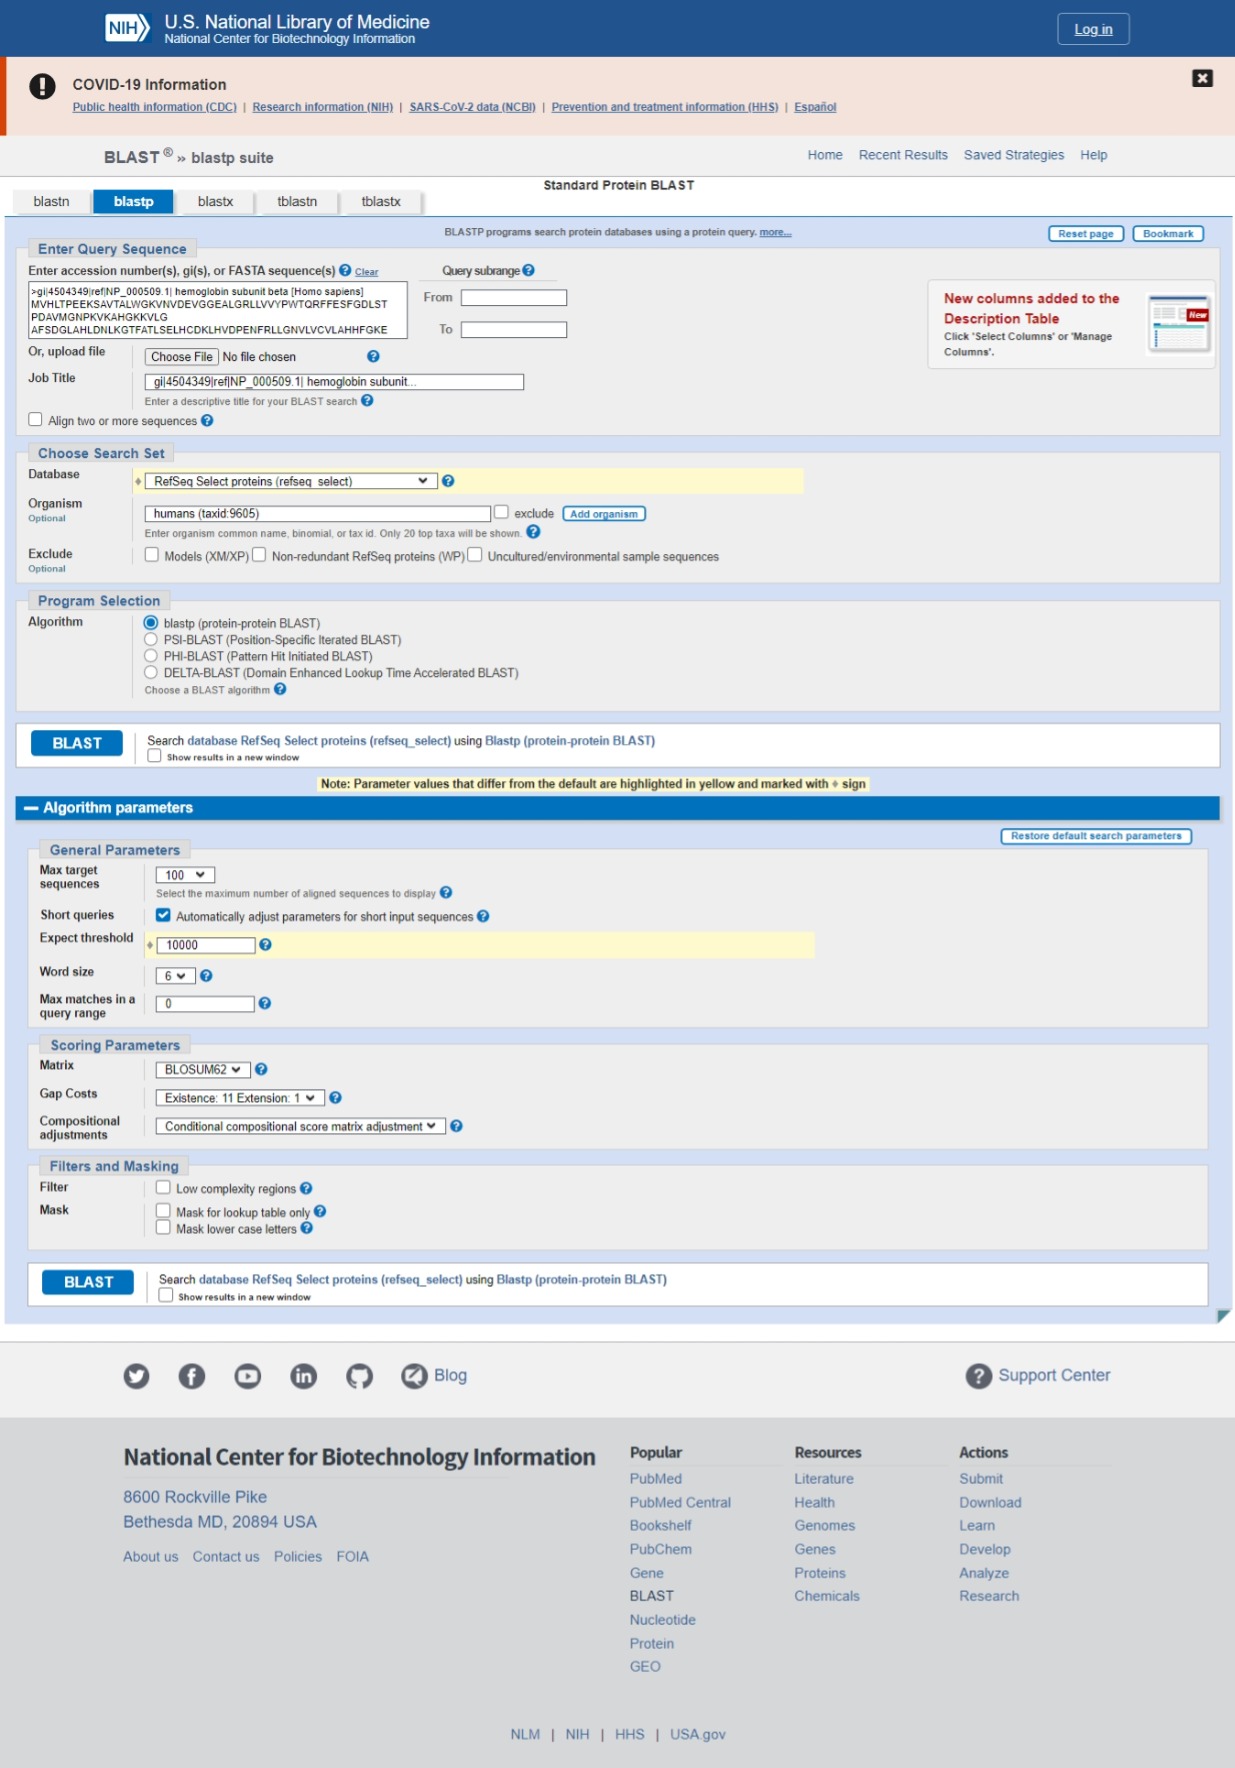 NIH
U.S. National Library of Medicine
National Center for Biotechnology Information
Log in
COVID-19 Information
Public health information (CDC) | Research information (NIH) | SARS-CoV-2 data (NCBI) | Prevention and treatment information (HHS) | Español
BLAST ® » blastp suite
Home Recent Results Saved Strategies Help
Standard Protein BLAST
blastn blastp blastx tblastn tblastx
BLASTP programs search protein databases using a protein query. more...
Reset page Bookmark
Enter Query Sequence
Enter accession number(s), gi(s), or FASTA sequence(s) ? Clear
Query subrange ?
>gi|4504349|ref|NP_000509.1| hemoglobin subunit beta [Homo sapiens]
MVHLTPEEKSAVTALWGKVNVDEVGGEALGRLLVVYPWTQRFFESFGDLST
PDAVMGNPKVKAHGKKVLG
AFSDGLAHLDNLKGTFATLSELHCDKLHVDPENFRLLGNVLVCVLAHHFGKE
From
To
New columns added to the
Description Table
Click 'Select Columns' or 'Manage
Columns'.
New
Or, upload file Choose File No file chosen ?
Job Title gi|4504349|ref|NP_000509.1| hemoglobin subunit...
Enter a descriptive title for your BLAST search ?
Align two or more sequences ?
Choose Search Set
Database ♦ RefSeq Select proteins (refseq_select) ?
Organism
Optional
humans (taxid:9605) exclude Add organism
Enter organism common name, binomial, or tax id. Only 20 top taxa will be shown. ?
Exclude
Optional
Models (XM/XP) Non-redundant RefSeq proteins (WP) Uncultured/environmental sample sequences
Program Selection
Algorithm blastp (protein-protein BLAST)
PSI-BLAST (Position-Specific Iterated BLAST)
PHI-BLAST (Pattern Hit Initiated BLAST)
DELTA-BLAST (Domain Enhanced Lookup Time Accelerated BLAST)
Choose a BLAST algorithm ?
BLAST Search database RefSeq Select proteins (refseq_select) using Blastp (protein-protein BLAST)
Show results in a new window
Note: Parameter values that differ from the default are highlighted in yellow and marked with ♦ sign
— Algorithm parameters
Restore default search parameters
General Parameters
Max target
sequences
100
Select the maximum number of aligned sequences to display ?
Short queries Automatically adjust parameters for short input sequences ?
Expect threshold ♦ 10000 ?
Word size 6 ?
Max matches in a
query range
0 ?
Scoring Parameters
Matrix BLOSUM62 ?
Gap Costs Existence: 11 Extension: 1 ?
Compositional
adjustments
Conditional compositional score matrix adjustment ?
Filters and Masking
Filter Low complexity regions ?
Mask Mask for lookup table only ?
Mask lower case letters ?
BLAST Search database RefSeq Select proteins (refseq_select) using Blastp (protein-protein BLAST)
Show results in a new window
Blog
? Support Center
National Center for Biotechnology Information
8600 Rockville Pike
Bethesda MD, 20894 USA
About us Contact us Policies FOIA
Popular
PubMed
PubMed Central
Bookshelf
PubChem
Gene
BLAST
Nucleotide
Protein
GEO
Resources
Literature
Health
Genomes
Genes
Proteins
Chemicals
Actions
Submit
Download
Learn
Develop
Analyze
Research
NLM | NIH | HHS | USA.gov